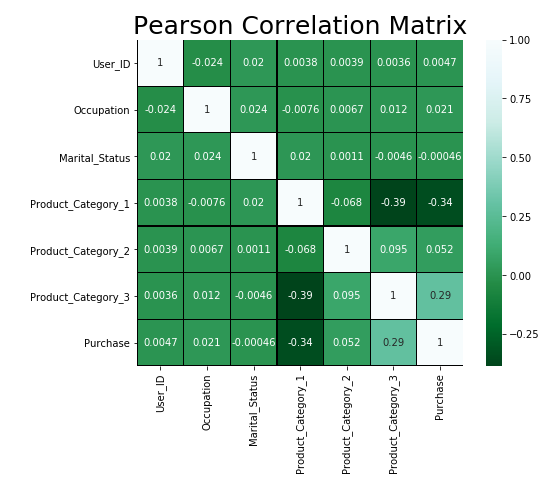 Pearson Correlation Matrix
User_ID 1 -0.024 0.02 0.0038 0.0039 0.0036 0.0047
Occupation -0.024 1 0.024 -0.0076 0.0067 0.012 0.021
Marital_Status 0.02 0.024 1 0.02 0.0011 -0.0046 -0.00046
Product_Category_1 0.0038 -0.0076 0.02 1 -0.068 -0.39 -0.34
Product_Category_2 0.0039 0.0067 0.0011 -0.068 1 0.095 0.052
Product_Category_3 0.0036 0.012 -0.0046 -0.39 0.095 1 0.29
Purchase 0.0047 0.021 -0.00046 -0.34 0.052 0.29 1
User_ID
Occupation
Marital_Status
Product_Category_1
Product_Category_2
Product_Category_3
Purchase
1.00
0.75
0.50
0.25
0.00
−0.25